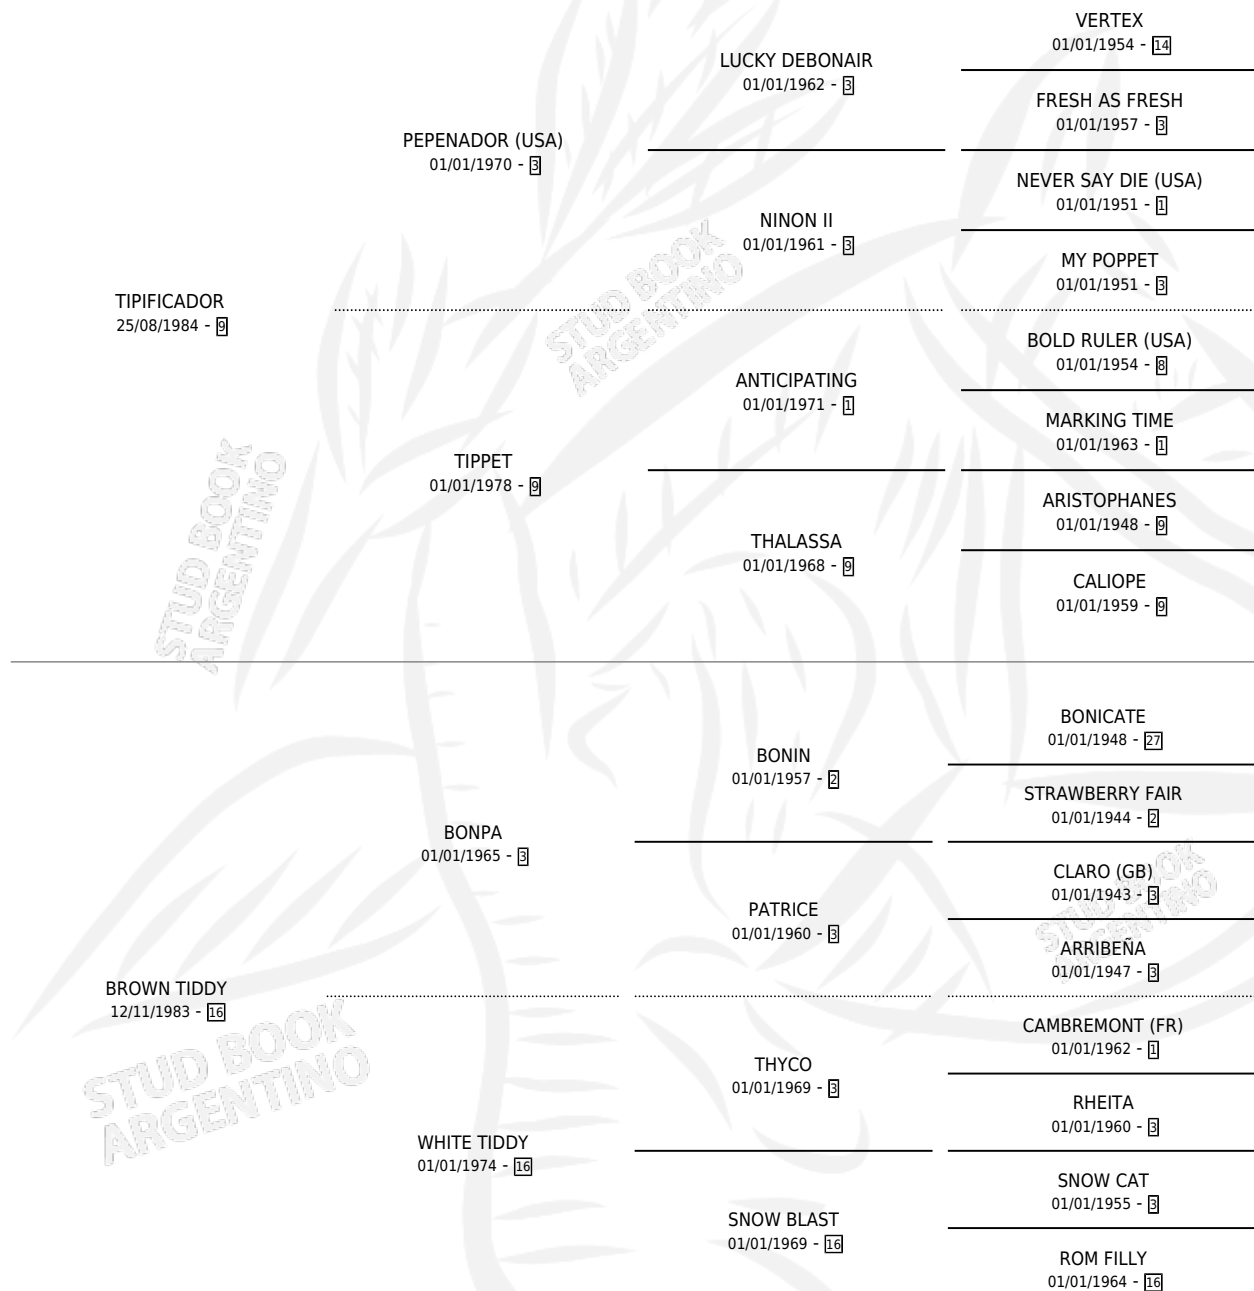 VERTEX
01/01/1954 - 14
LUCKY DEBONAIR
01/01/1962 - 3
FRESH AS FRESH
01/01/1957 - 3
PEPENADOR (USA)
01/01/1970 - 3
NEVER SAY DIE (USA)
01/01/1951 - 1
NINON II
01/01/1961 - 3
MY POPPET
01/01/1951 - 3
TIPIFICADOR
25/08/1984 - 9
BOLD RULER (USA)
01/01/1954 - 8
ANTICIPATING
01/01/1971 - 1
MARKING TIME
01/01/1963 - 1
TIPPET
01/01/1978 - 9
ARISTOPHANES
01/01/1948 - 9
THALASSA
01/01/1968 - 9
CALIOPE
01/01/1959 - 9
BONICATE
01/01/1948 - 27
BONIN
01/01/1957 - 2
STRAWBERRY FAIR
01/01/1944 - 2
BONPA
01/01/1965 - 3
CLARO (GB)
01/01/1943 - 3
PATRICE
01/01/1960 - 3
ARRIBEÑA
01/01/1947 - 3
BROWN TIDDY
12/11/1983 - 16
CAMBREMONT (FR)
01/01/1962 - 1
THYCO
01/01/1969 - 3
RHEITA
01/01/1960 - 3
WHITE TIDDY
01/01/1974 - 16
SNOW CAT
01/01/1955 - 3
SNOW BLAST
01/01/1969 - 16
ROM FILLY
01/01/1964 - 16
STUD BOOK
ARGENTINO
STUD BOOK
ARGENTINO
STUD BOOK
ARGENTINO
STUD BOOK
ARGENTINO